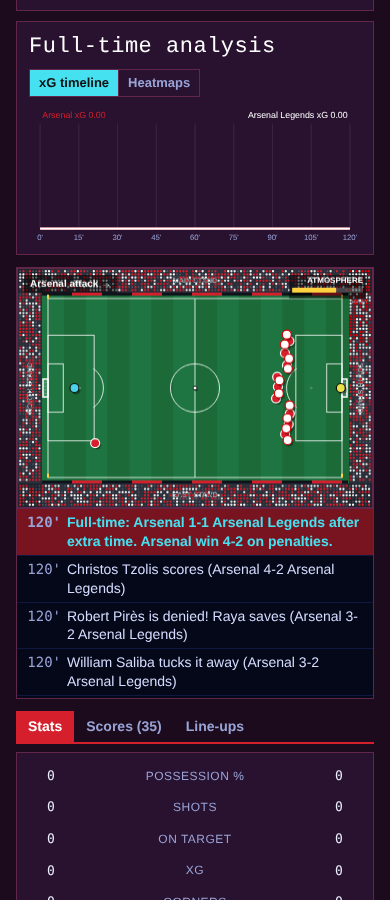 Full-time analysis
xG timeline
Heatmaps
Arsenal xG 0.00
Arsenal Legends xG 0.00
0' 15' 30' 45' 60' 75' 90' 105' 120'
Arsenal attack →
ATMOSPHERE
120' Full-time: Arsenal 1-1 Arsenal Legends after
extra time. Arsenal win 4-2 on penalties.
120' Christos Tzolis scores (Arsenal 4-2 Arsenal
Legends)
120' Robert Pirès is denied! Raya saves (Arsenal 3-
2 Arsenal Legends)
120' William Saliba tucks it away (Arsenal 3-2
Arsenal Legends)
Stats
Scores (35)
Line-ups
0 POSSESSION % 0
0 SHOTS 0
0 ON TARGET 0
0 XG 0
0 CORNERS 0